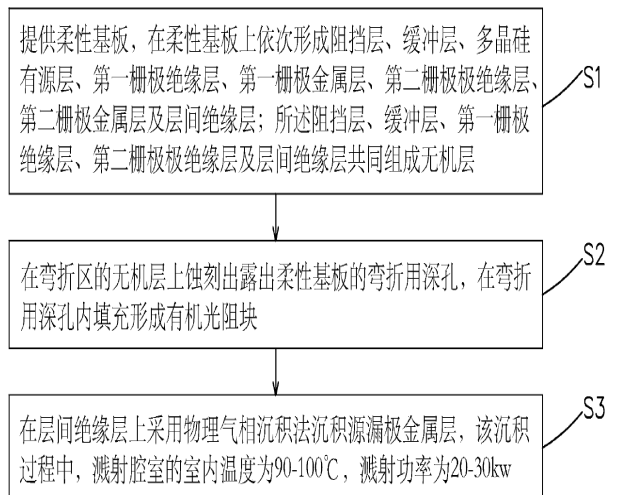 提供柔性基板，在柔性基板上依次形成阻挡层、缓冲层、多晶硅
有源层、第一栅极绝缘层、第一栅极金属层、第二栅极极绝缘层、
第二栅极金属层及层间绝缘层；所述阻挡层、缓冲层、第一栅极
绝缘层、第二栅极极绝缘层及层间绝缘层共同组成无机层
S1
在弯折区的无机层上蚀刻出露出柔性基板的弯折用深孔，在弯折
用深孔内填充形成有机光阻块
S2
在层间绝缘层上采用物理气相沉积法沉积源漏极金属层，该沉积
过程中，溅射腔室的室内温度为90-100℃，溅射功率为20-30kw
S3